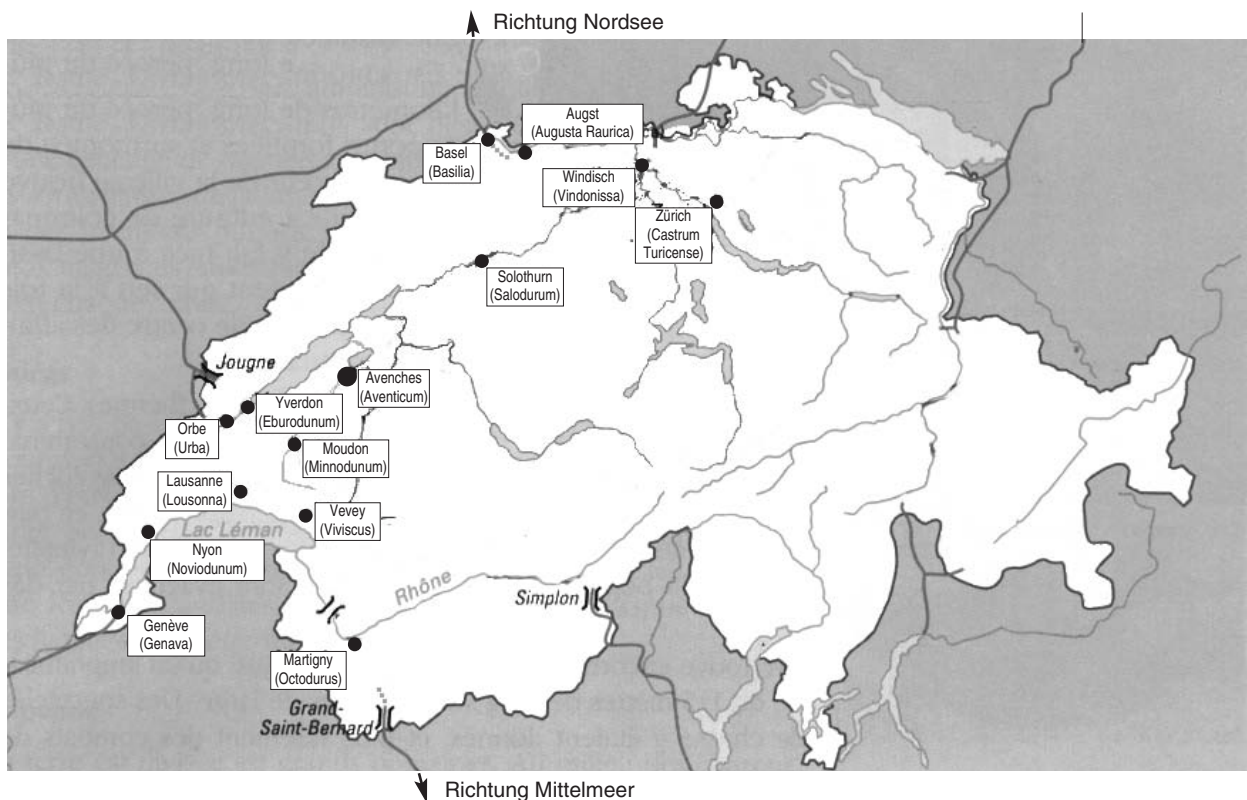 Richtung Nordsee
Augst
(Augusta Raurica)
Basel
(Basilia)
Windisch
(Vindonissa)
Zürich
(Castrum
Turicense)
Solothurn
(Salodurum)
Jougne
Avenches
(Aventicum)
Yverdon
(Eburodunum)
Orbe
(Urba)
Moudon
(Minnodunum)
Lausanne
(Lousonna)
Vevey
(Viviscus)
Lac Léman
Nyon
(Noviodunum)
Rhône
Simplon
Genève
(Genava)
Martigny
(Octodurus)
Grand-
Saint-Bernard
Richtung Mittelmeer